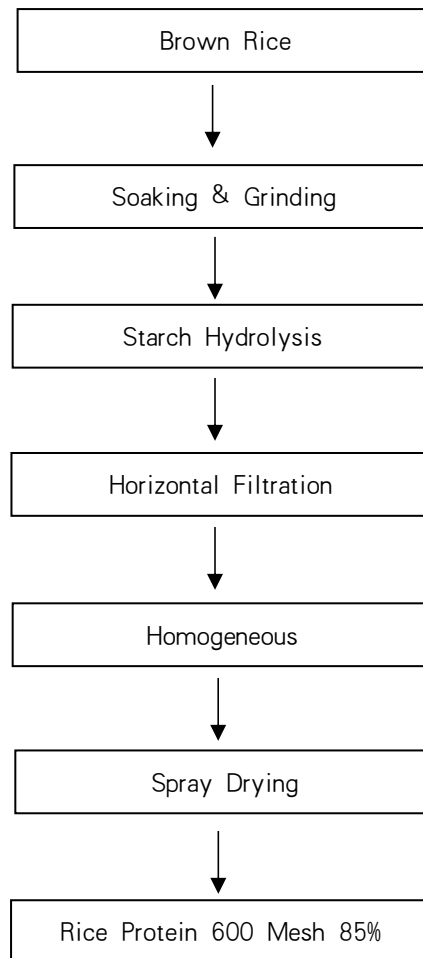 Brown Rice
Soaking & Grinding
Starch Hydrolysis
Horizontal Filtration
Homogeneous
Spray Drying
Rice Protein 600 Mesh 85%